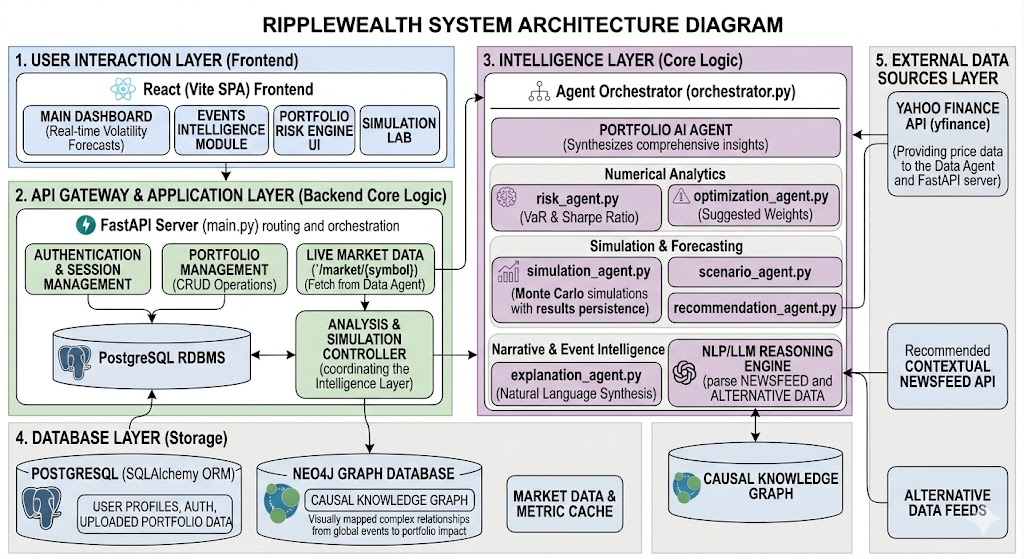 RIPPLEWEALTH SYSTEM ARCHITECTURE DIAGRAM
1. USER INTERACTION LAYER (Frontend)
React (Vite SPA) Frontend
MAIN DASHBOARD
(Real-time Volatility
Forecasts)
EVENTS
INTELLIGENCE
MODULE
PORTFOLIO
RISK ENGINE
UI
SIMULATION
LAB
2. API GATEWAY & APPLICATION LAYER (Backend Core Logic)
FastAPI Server (main.py) routing and orchestration
AUTHENTICATION
& SESSION
MANAGEMENT
PORTFOLIO
MANAGEMENT
(CRUD Operations)
LIVE MARKET DATA
(`/market/{symbol})
(Fetch from Data Agent)
PostgreSQL RDBMS
ANALYSIS &
SIMULATION
CONTROLLER
(coordinating the
Intelligence Layer)
3. INTELLIGENCE LAYER (Core Logic)
Agent Orchestrator (orchestrator.py)
PORTFOLIO AI AGENT
(Synthesizes comprehensive insights)
Numerical Analytics
risk_agent.py
(VaR & Sharpe Ratio)
optimization_agent.py
(Suggested Weights)
Simulation & Forecasting
simulation_agent.py
(Monte Carlo simulations
with results persistence)
scenario_agent.py
recommendation_agent.py
Narrative & Event Intelligence
explanation_agent.py
(Natural Language Synthesis)
NLP/LLM REASONING
ENGINE
(parse NEWSFEED and
ALTERNATIVE DATA)
4. DATABASE LAYER (Storage)
POSTGRESQL (SQLAlchemy ORM)
USER PROFILES, AUTH,
UPLOADED PORTFOLIO DATA
NEO4J GRAPH DATABASE
CAUSAL KNOWLEDGE GRAPH
Visually mapped complex relationships
from global events to portfolio impact
MARKET DATA &
METRIC CACHE
CAUSAL KNOWLEDGE
GRAPH
5. EXTERNAL DATA
SOURCES LAYER
YAHOO FINANCE
API (yfinance)
(Providing price data
to the Data Agent
and FastAPI server)
Recommended
CONTEXTUAL
NEWSFEED API
ALTERNATIVE
DATA FEEDS